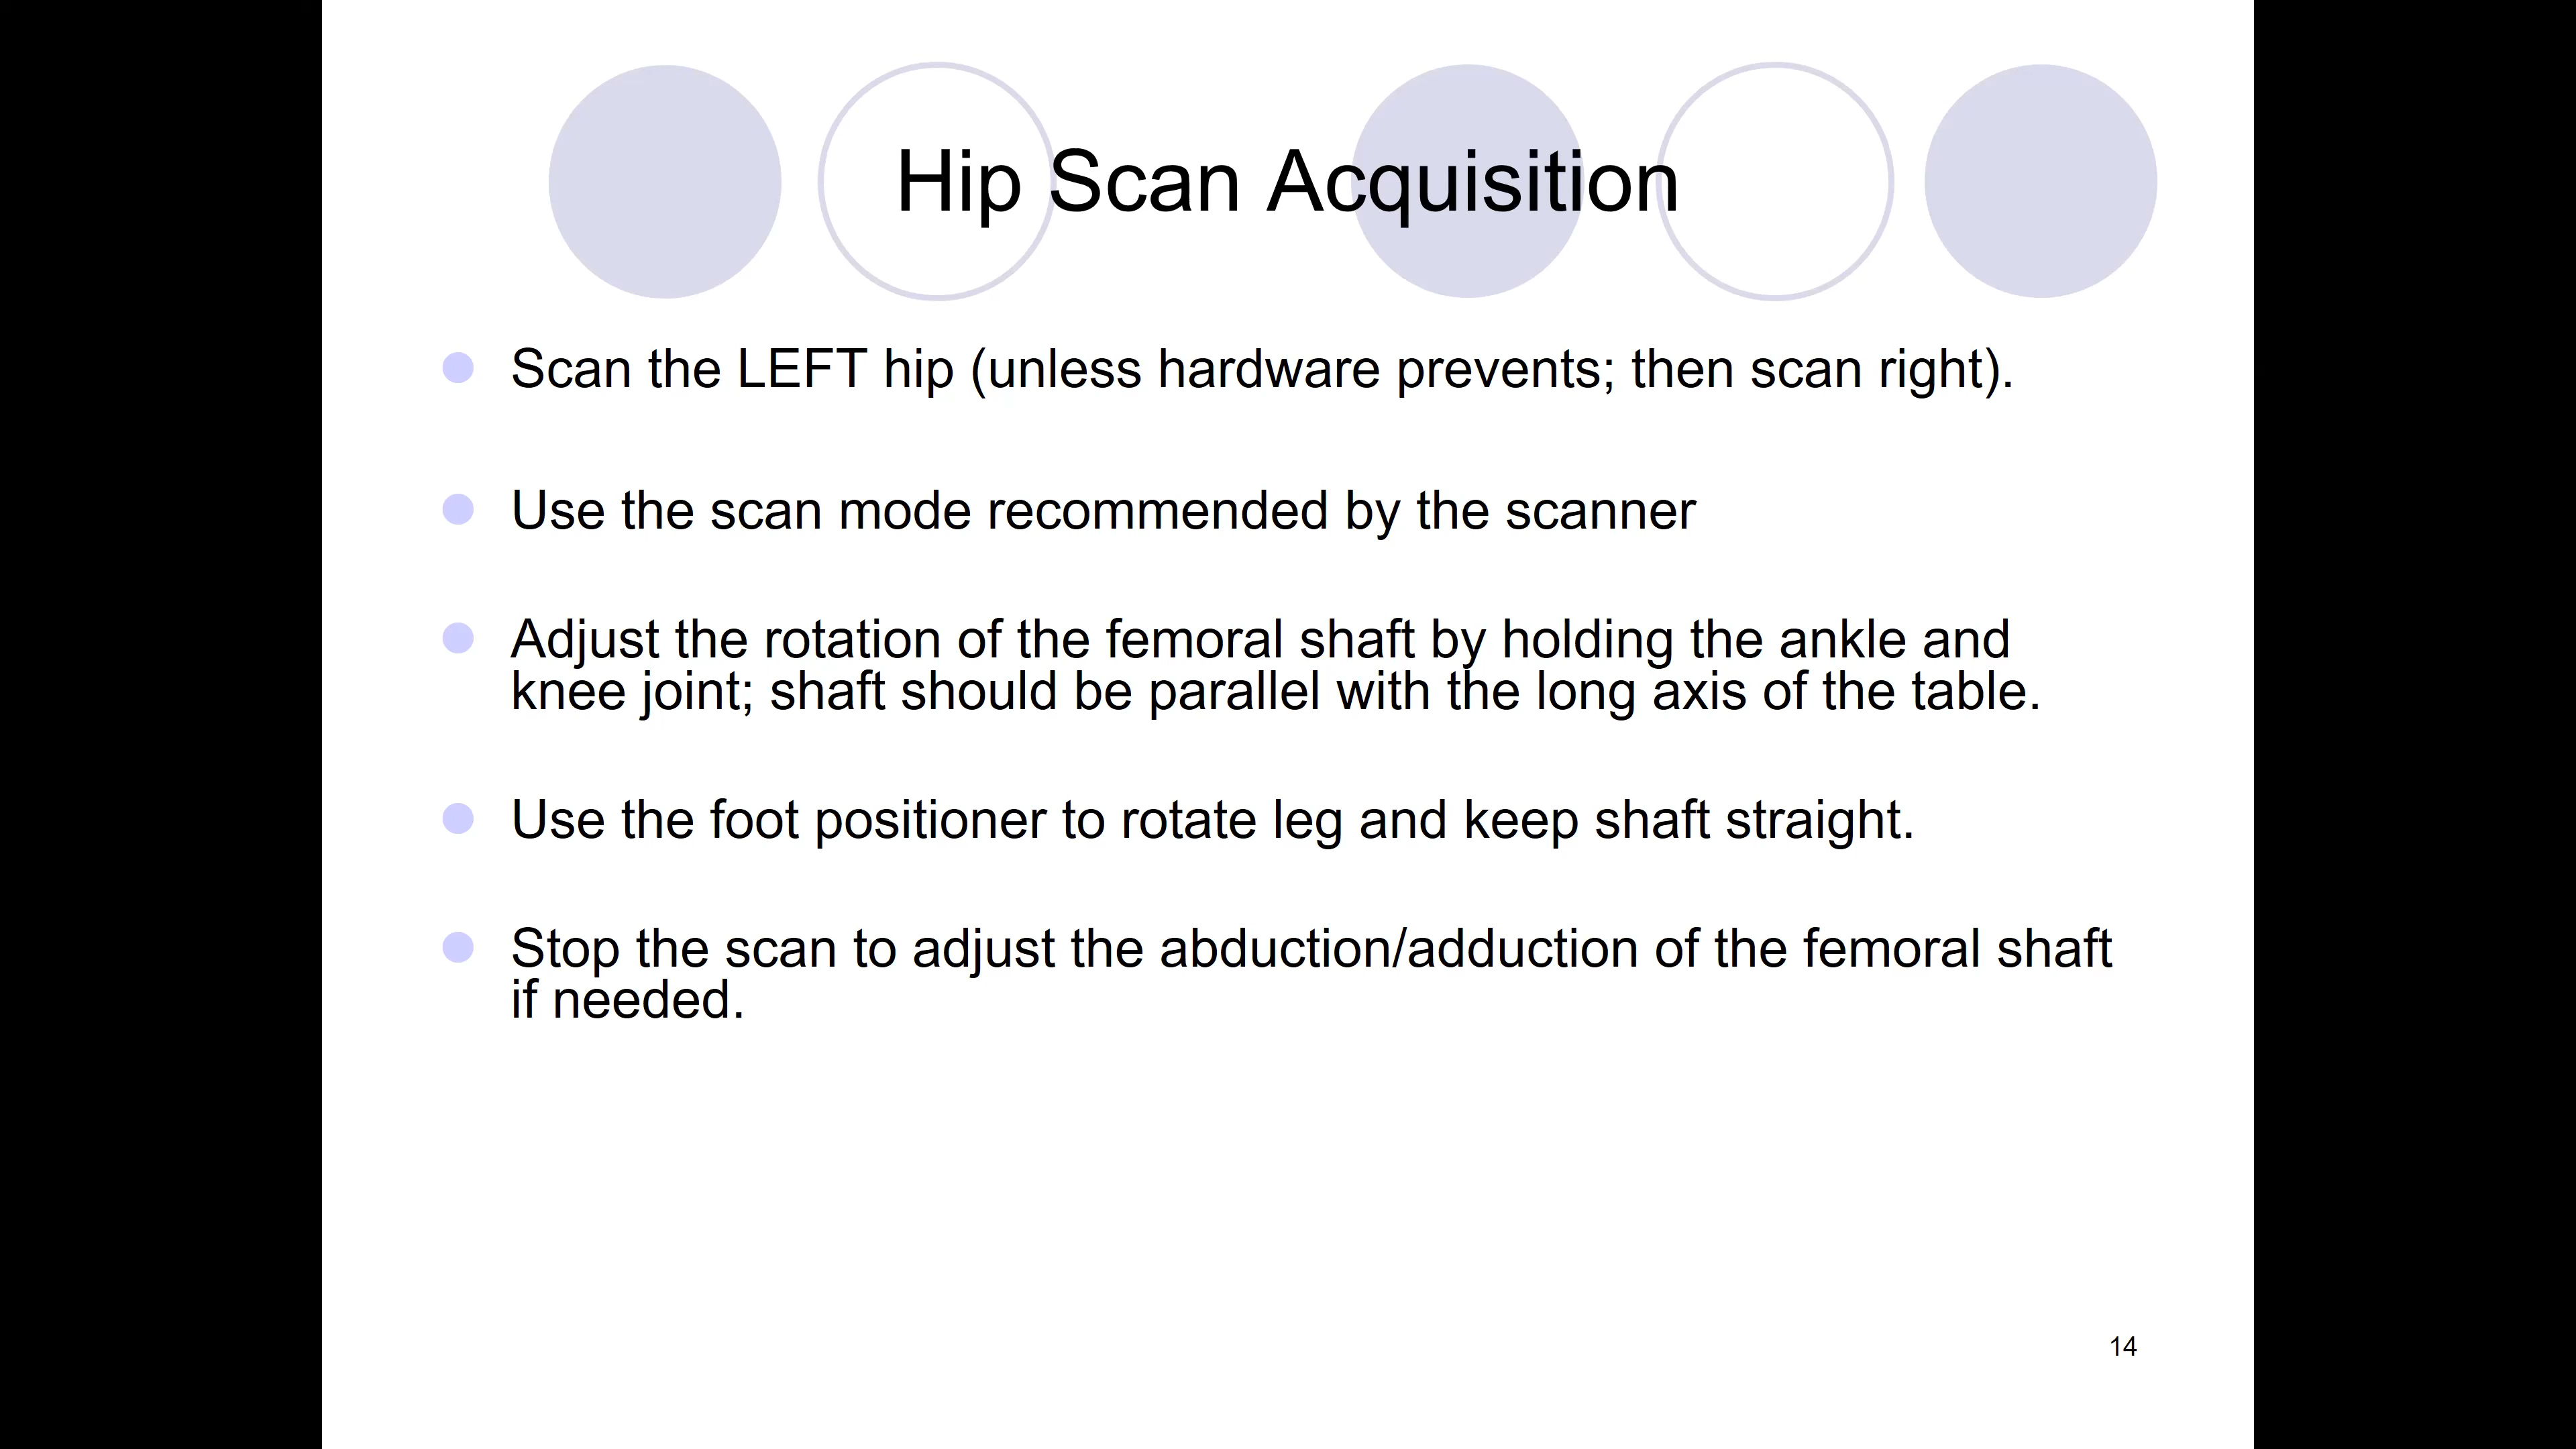 Hip Scan Acquisition
Scan the LEFT hip (unless hardware prevents; then scan right).
Use the scan mode recommended by the scanner
Adjust the rotation of the femoral shaft by holding the ankle and
knee joint; shaft should be parallel with the long axis of the table.
Use the foot positioner to rotate leg and keep shaft straight.
Stop the scan to adjust the abduction/adduction of the femoral shaft
if needed.
14